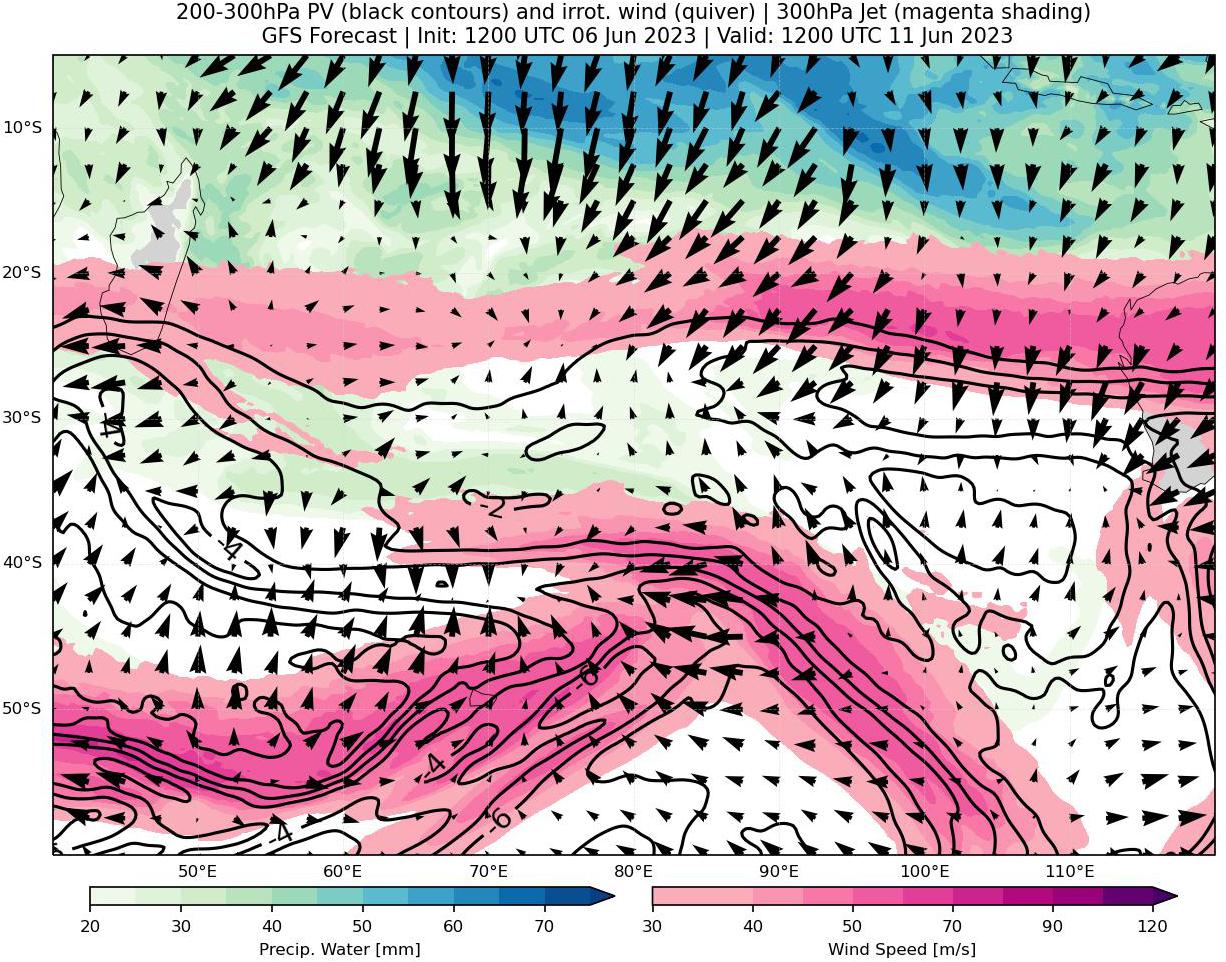 200-300hPa PV (black contours) and irrot. wind (quiver) | 300hPa Jet (magenta shading)
GFS Forecast | Init: 1200 UTC 06 Jun 2023 | Valid: 1200 UTC 11 Jun 2023
10°S
20°S
30°S
-4
-2
40°S
-4
-6
50°S
-4
-6
-4
50°E 60°E 70°E 80°E 90°E 100°E 110°E
20 30 40 50 60 70
30 40 50 70 90 120
Precip. Water [mm]
Wind Speed [m/s]